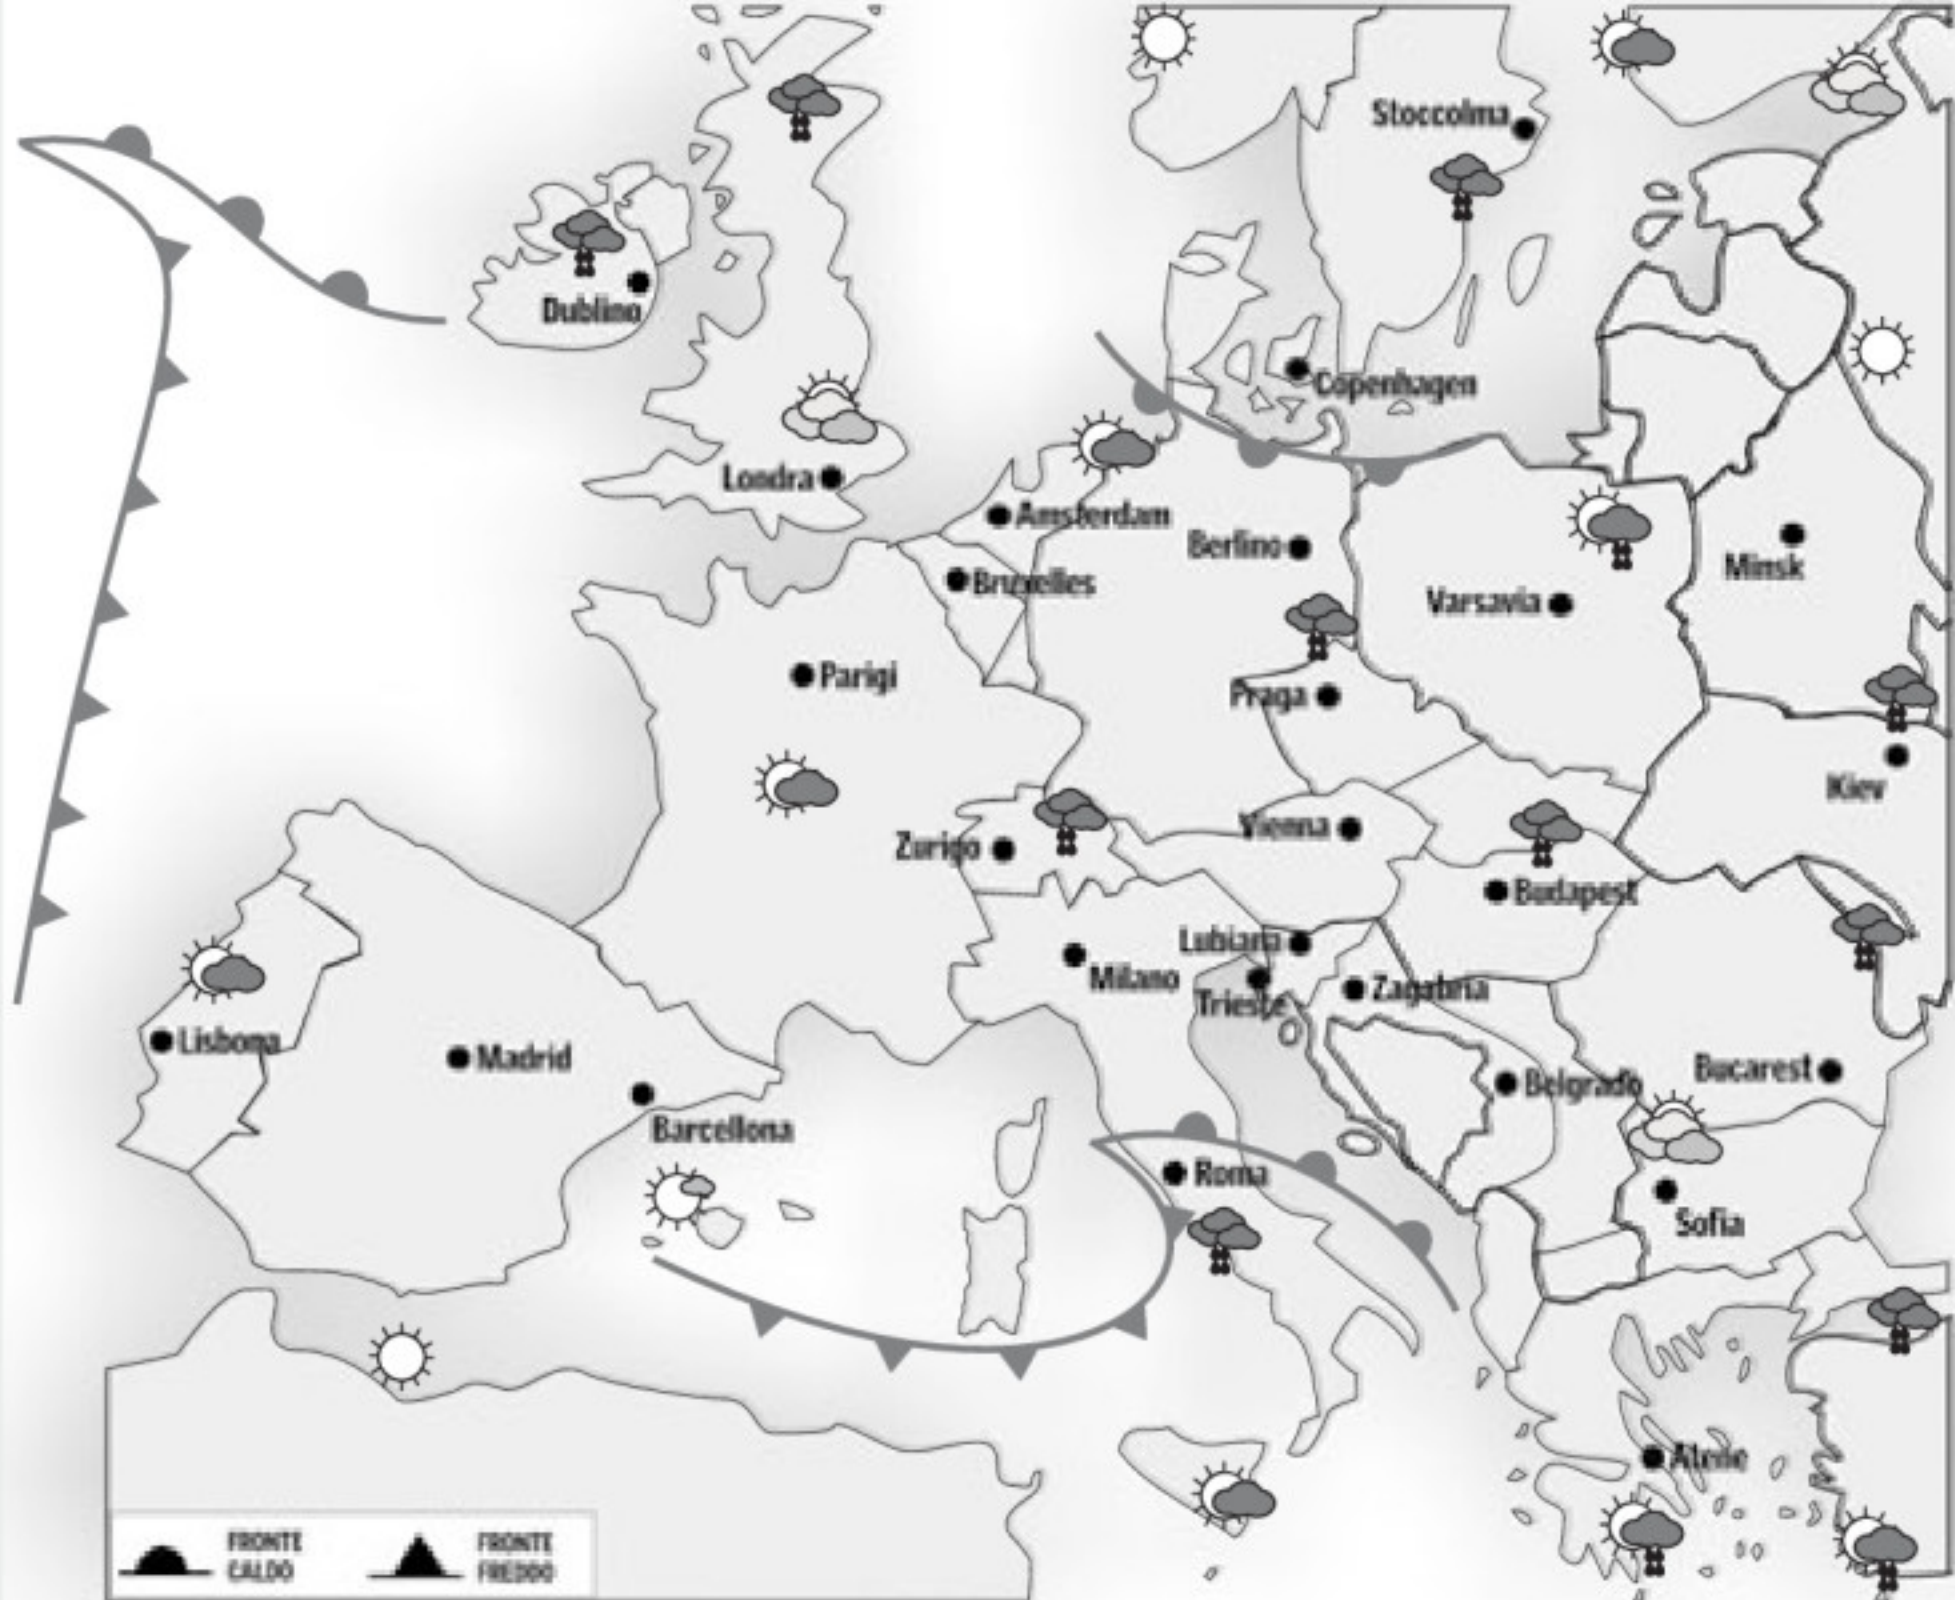 Stoccolma
Dublino
Copenhagen
Londra
Amsterdam
Berlino
Minsk
Bruxelles
Varsavia
Parigi
Praga
Kiev
Vienna
Zurigo
Budapest
Lubiana
Milano
Zagabria
Trieste
Lisbona
Madrid
Bucarest
Belgrado
Barcellona
Roma
Sofia
Atene
FRONTE
CALDO
FRONTE
FREDDO